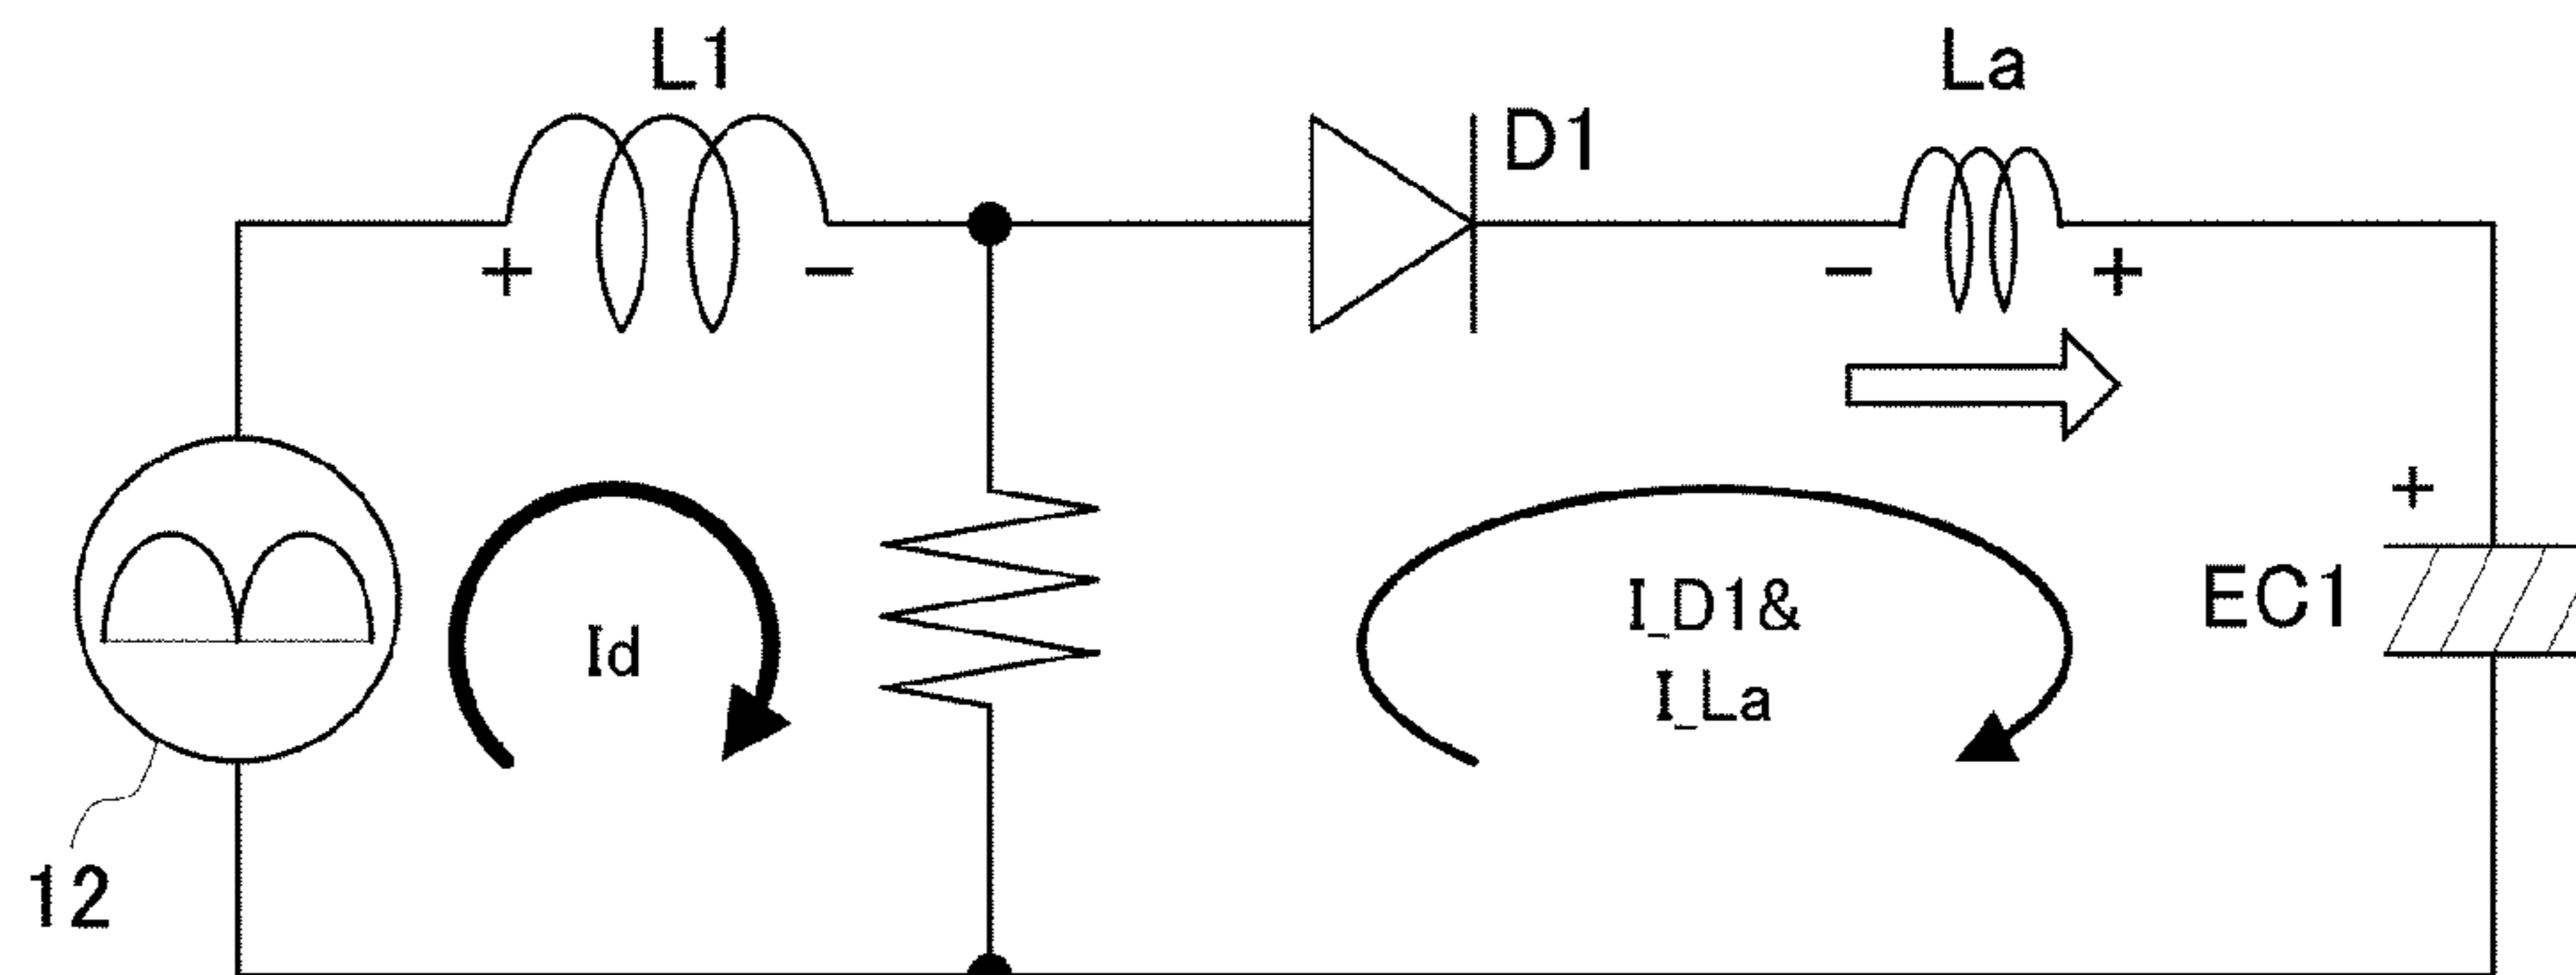 L1
La
D1
+
−
−
+
+
EC1
Id
I_D1&
I_La
12